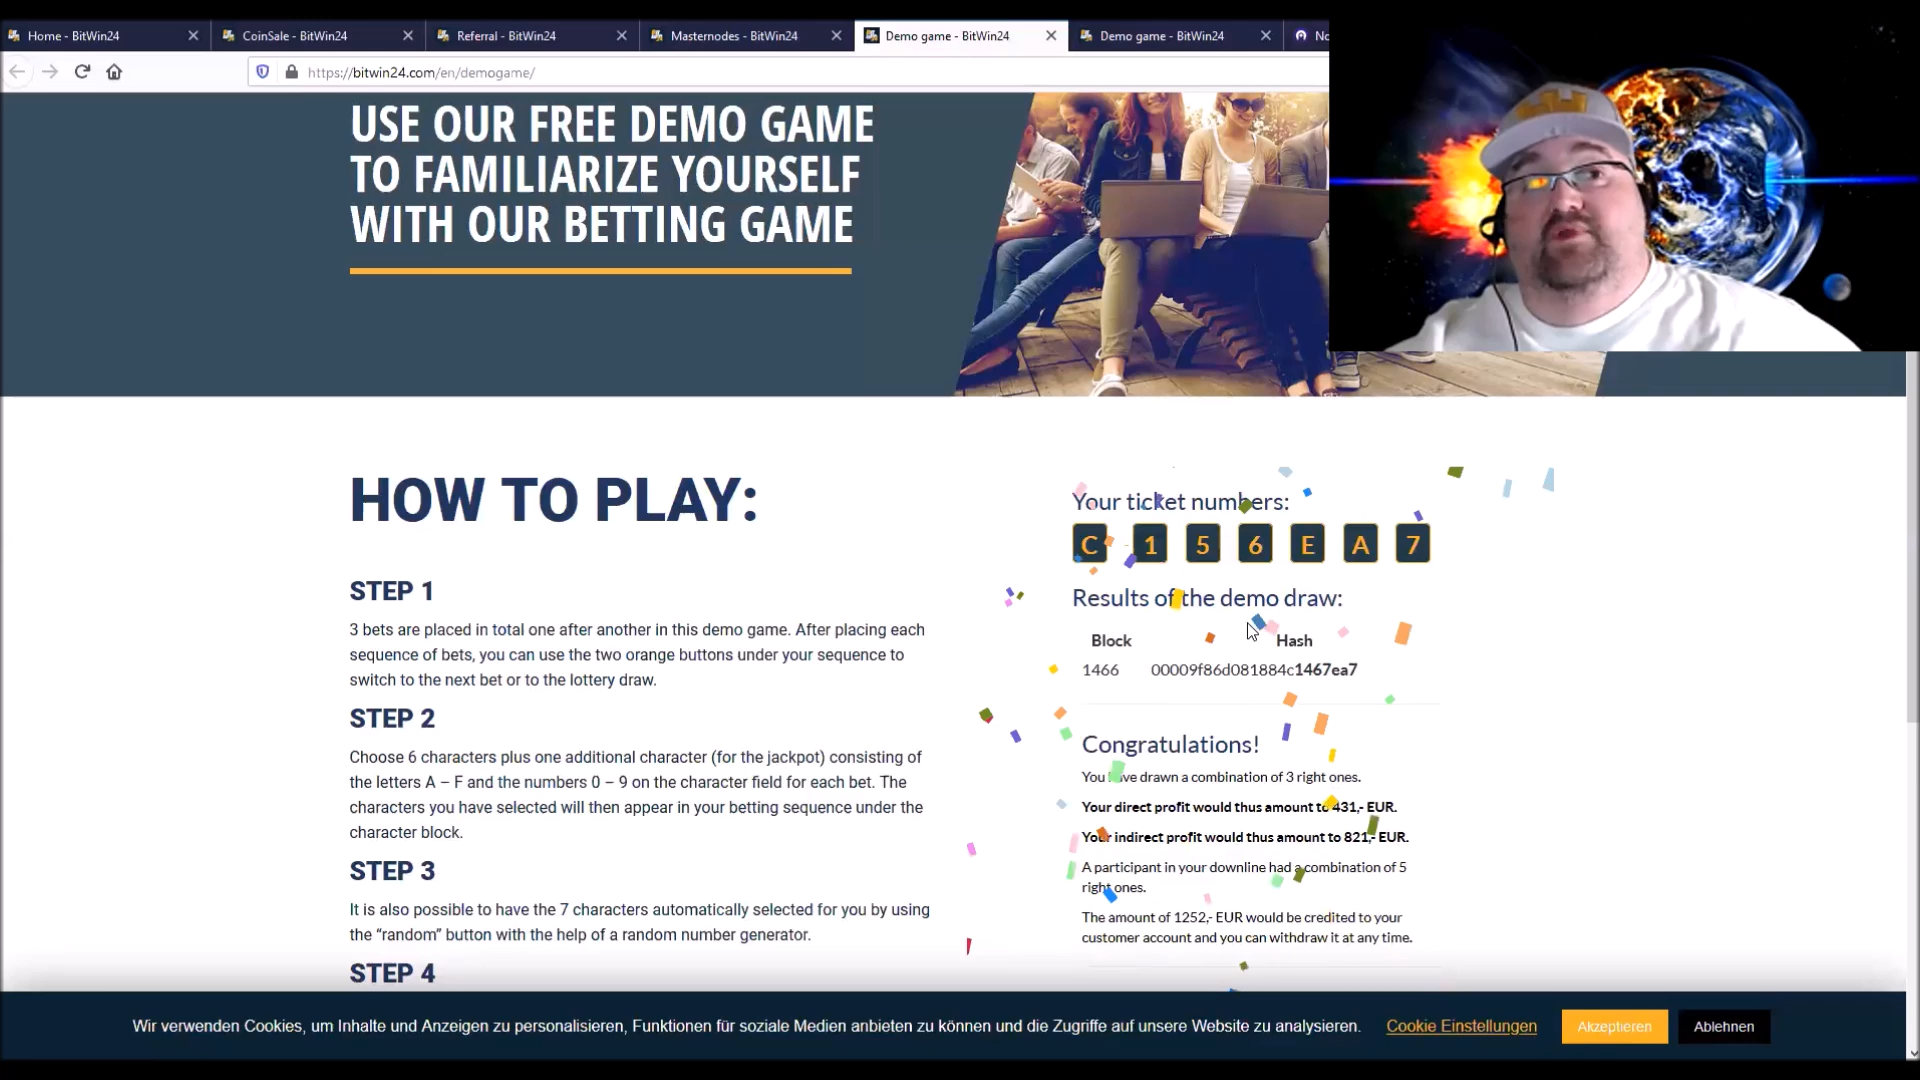 Home - BitWin24
CoinSale - BitWin24
Referral - BitWin24
Masternodes - BitWin24
Demo game - BitWin24
Demo game - BitWin24
No
https://bitwin24.com/en/demogame/
USE OUR FREE DEMO GAME
TO FAMILIARIZE YOURSELF
WITH OUR BETTING GAME
HOW TO PLAY:
STEP 1
3 bets are placed in total one after another in this demo game. After placing each
sequence of bets, you can use the two orange buttons under your sequence to
switch to the next bet or to the lottery draw.
STEP 2
Choose 6 characters plus one additional character (for the jackpot) consisting of
the letters A – F and the numbers 0 – 9 on the character field for each bet. The
characters you have selected will then appear in your betting sequence under the
character block.
STEP 3
It is also possible to have the 7 characters automatically selected for you by using
the “random” button with the help of a random number generator.
STEP 4
Your ticket numbers:
C 1 5 6 E A 7
Results of the demo draw:
Block Hash
1466 00009f86d081884c1467ea7
Congratulations!
You have drawn a combination of 3 right ones.
Your direct profit would thus amount to 431,- EUR.
Your indirect profit would thus amount to 821,- EUR.
A participant in your downline had a combination of 5
right ones.
The amount of 1252,- EUR would be credited to your
customer account and you can withdraw it at any time.
Wir verwenden Cookies, um Inhalte und Anzeigen zu personalisieren, Funktionen für soziale Medien anbieten zu können und die Zugriffe auf unsere Website zu analysieren.
Cookie Einstellungen
Akzeptieren
Ablehnen